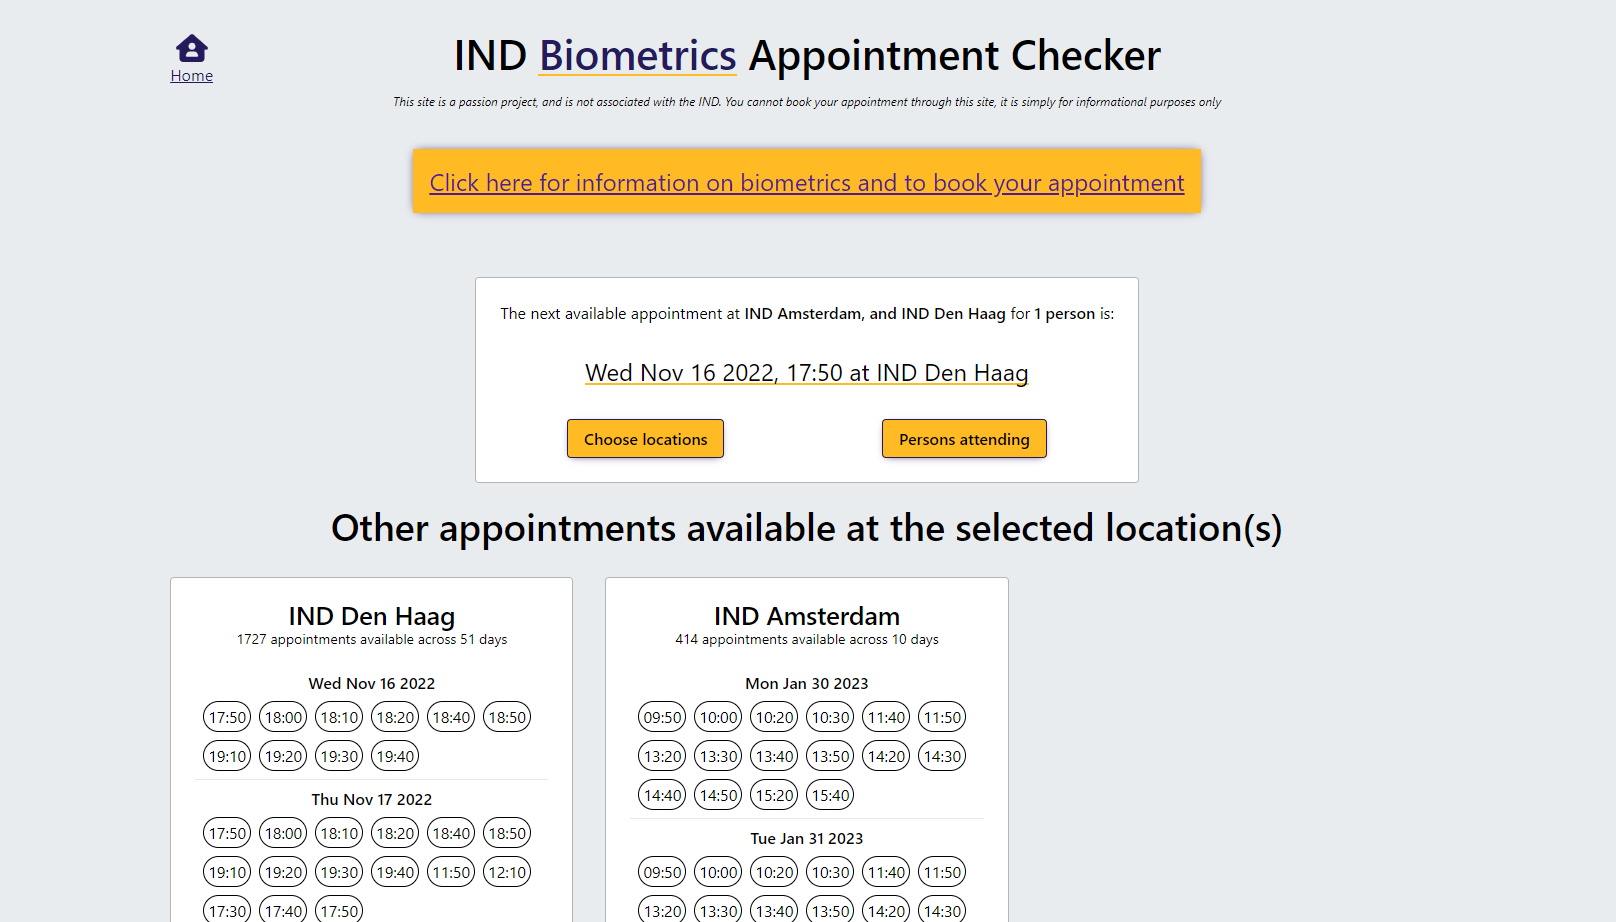 Home
IND Biometrics Appointment Checker
This site is a passion project, and is not associated with the IND. You cannot book your appointment through this site, it is simply for informational purposes only
Click here for information on biometrics and to book your appointment
The next available appointment at IND Amsterdam, and IND Den Haag for 1 person is:
Wed Nov 16 2022, 17:50 at IND Den Haag
Choose locations
Persons attending
Other appointments available at the selected location(s)
IND Den Haag
1727 appointments available across 51 days
Wed Nov 16 2022
17:50 18:00 18:10 18:20 18:40 18:50
19:10 19:20 19:30 19:40
Thu Nov 17 2022
17:50 18:00 18:10 18:20 18:40 18:50
19:10 19:20 19:30 19:40 11:50 12:10
17:30 17:40 17:50
IND Amsterdam
414 appointments available across 10 days
Mon Jan 30 2023
09:50 10:00 10:20 10:30 11:40 11:50
13:20 13:30 13:40 13:50 14:20 14:30
14:40 14:50 15:20 15:40
Tue Jan 31 2023
09:50 10:00 10:20 10:30 11:40 11:50
13:20 13:30 13:40 13:50 14:20 14:30